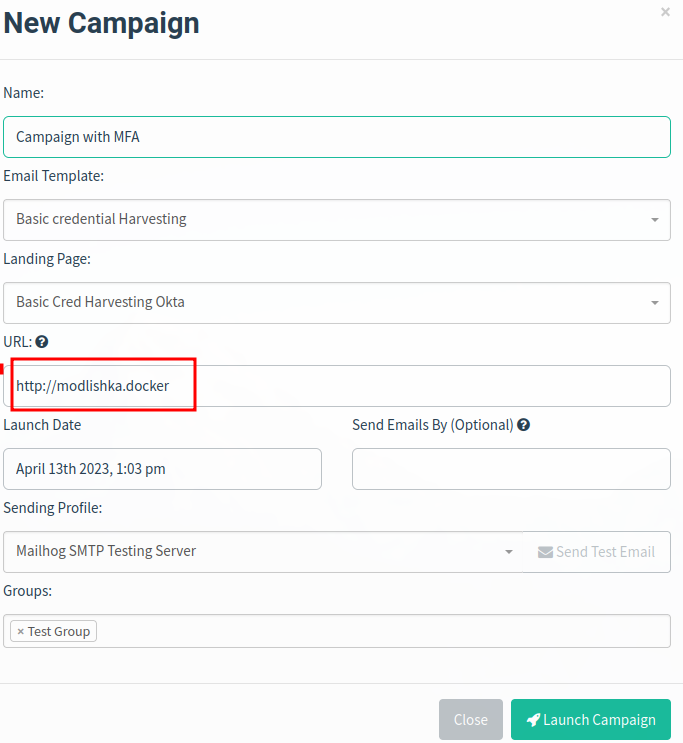 New Campaign
×
Name:
Campaign with MFA
Email Template:
Basic credential Harvesting
Landing Page:
Basic Cred Harvesting Okta
URL: ?
http://modlishka.docker
Launch Date
Send Emails By (Optional) ?
April 13th 2023, 1:03 pm
Sending Profile:
Mailhog SMTP Testing Server
Send Test Email
Groups:
× Test Group
Close
Launch Campaign